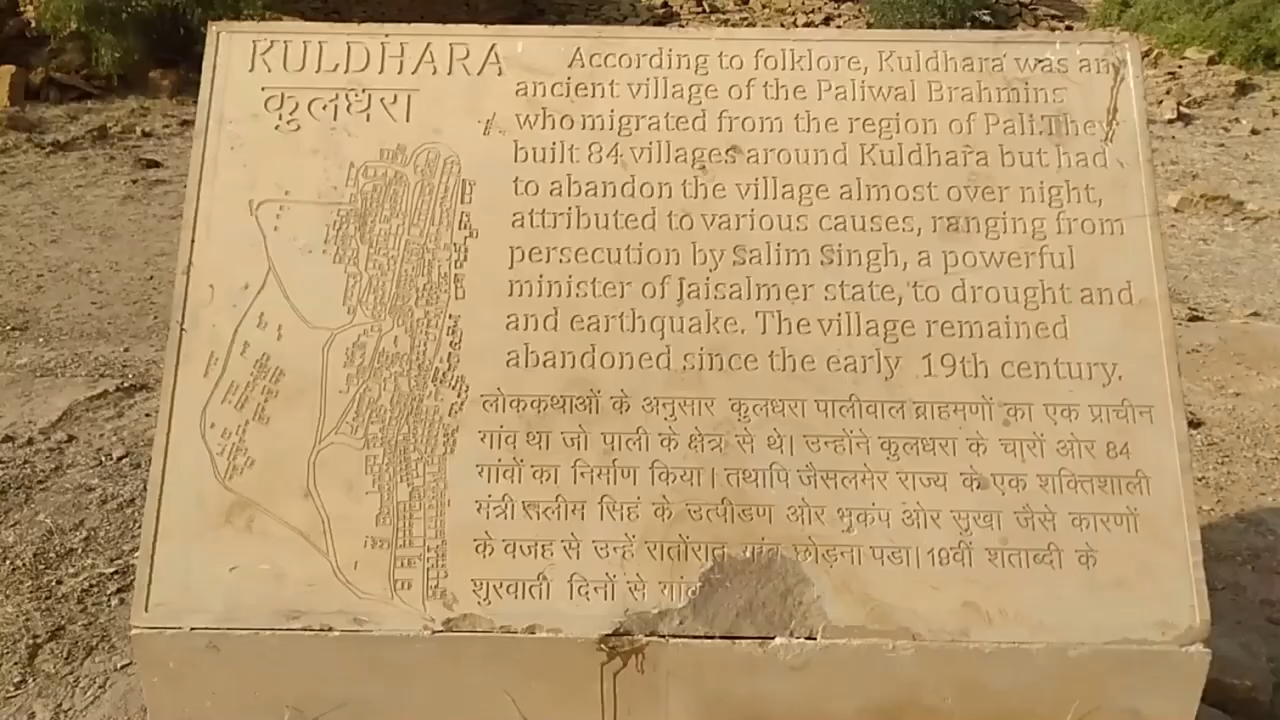 KULDHARA
कुलधरा
According to folklore, Kuldhara was an
ancient village of the Paliwal Brahmins
who migrated from the region of Pali.They
built 84 villages around Kuldhara but had
to abandon the village almost over night,
attributed to various causes, ranging from
persecution by Salim Singh, a powerful
minister of Jaisalmer state, to drought and
and earthquake. The village remained
abandoned since the early 19th century.
लोककथाओं के अनुसार कुलधरा पालीवाल ब्राहमणों का एक प्राचीन
गांव था जो पाली के क्षेत्र से थे। उन्होंने कुलधरा के चारों ओर 84
गांवों का निर्माण किया। तथापि जैसलमेर राज्य के एक शक्तिशाली
मंत्री सलीम सिहं के उत्पीडण ओर भुकंप ओर सुखा जैसे कारणों
के वजह से उन्हें रातोंरात गांव छोड़ना पडा। 19वीं शताब्दी के
शुरवाती दिनों से गांव